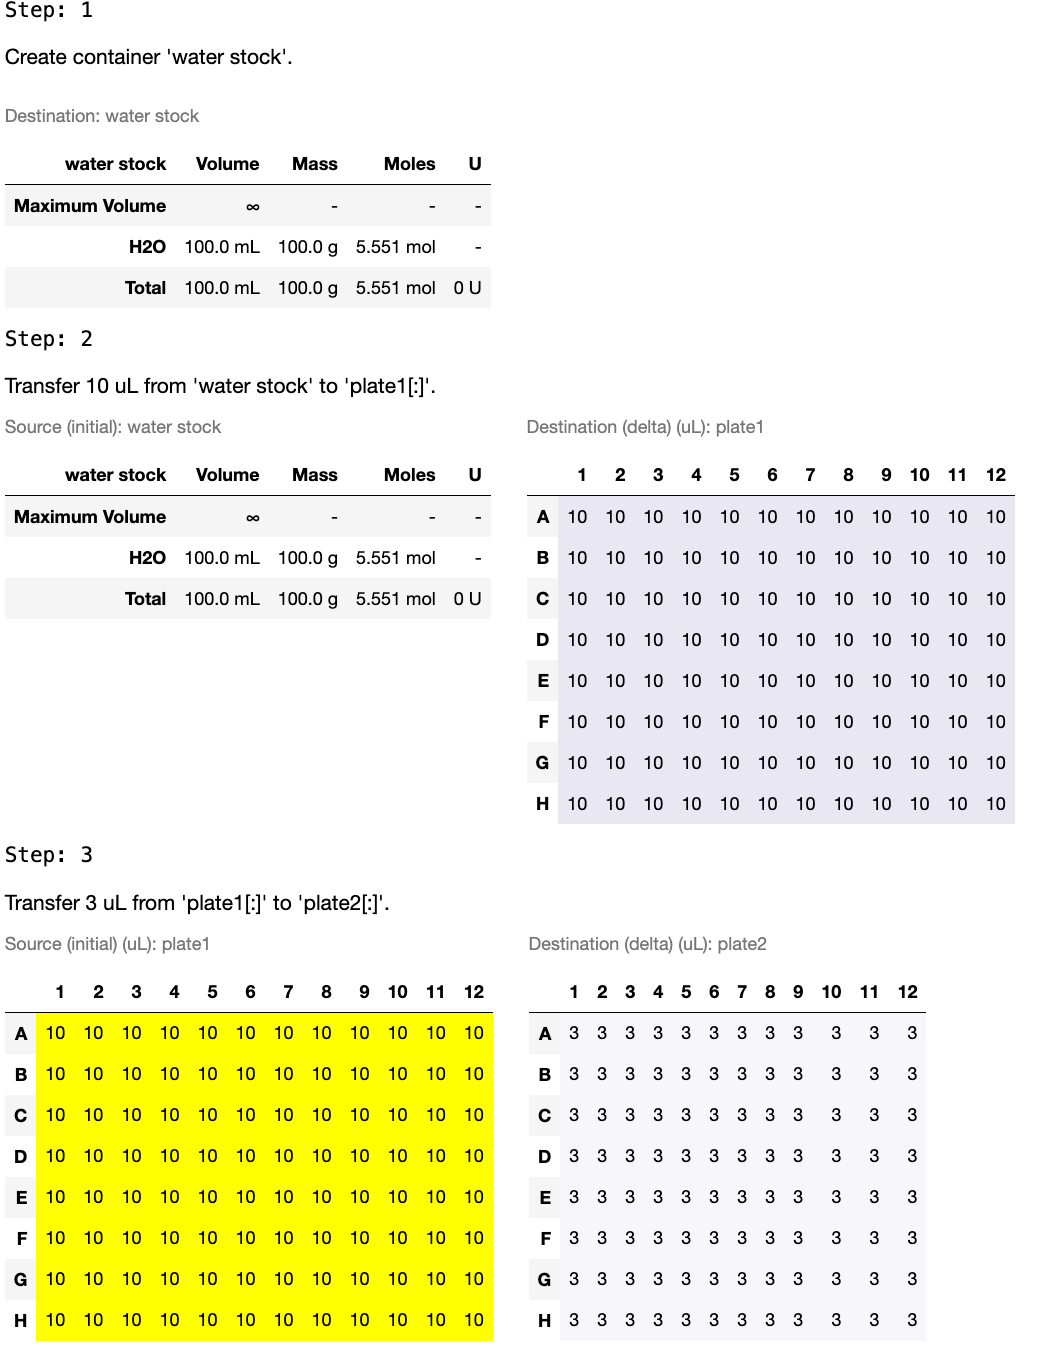 Step: 1
Create container 'water stock'.
Destination: water stock
water stock Volume Mass Moles U
Maximum Volume ∞ - - -
H2O 100.0 mL 100.0 g 5.551 mol -
Total 100.0 mL 100.0 g 5.551 mol 0 U
Step: 2
Transfer 10 uL from 'water stock' to 'plate1[:]'.
Source (initial): water stock
water stock Volume Mass Moles U
Maximum Volume ∞ - - -
H2O 100.0 mL 100.0 g 5.551 mol -
Total 100.0 mL 100.0 g 5.551 mol 0 U
Destination (delta) (uL): plate1
1 2 3 4 5 6 7 8 9 10 11 12
A 10 10 10 10 10 10 10 10 10 10 10 10
B 10 10 10 10 10 10 10 10 10 10 10 10
C 10 10 10 10 10 10 10 10 10 10 10 10
D 10 10 10 10 10 10 10 10 10 10 10 10
E 10 10 10 10 10 10 10 10 10 10 10 10
F 10 10 10 10 10 10 10 10 10 10 10 10
G 10 10 10 10 10 10 10 10 10 10 10 10
H 10 10 10 10 10 10 10 10 10 10 10 10
Step: 3
Transfer 3 uL from 'plate1[:]' to 'plate2[:]'.
Source (initial) (uL): plate1
1 2 3 4 5 6 7 8 9 10 11 12
A 10 10 10 10 10 10 10 10 10 10 10 10
B 10 10 10 10 10 10 10 10 10 10 10 10
C 10 10 10 10 10 10 10 10 10 10 10 10
D 10 10 10 10 10 10 10 10 10 10 10 10
E 10 10 10 10 10 10 10 10 10 10 10 10
F 10 10 10 10 10 10 10 10 10 10 10 10
G 10 10 10 10 10 10 10 10 10 10 10 10
H 10 10 10 10 10 10 10 10 10 10 10 10
Destination (delta) (uL): plate2
1 2 3 4 5 6 7 8 9 10 11 12
A 3 3 3 3 3 3 3 3 3 3 3 3
B 3 3 3 3 3 3 3 3 3 3 3 3
C 3 3 3 3 3 3 3 3 3 3 3 3
D 3 3 3 3 3 3 3 3 3 3 3 3
E 3 3 3 3 3 3 3 3 3 3 3 3
F 3 3 3 3 3 3 3 3 3 3 3 3
G 3 3 3 3 3 3 3 3 3 3 3 3
H 3 3 3 3 3 3 3 3 3 3 3 3